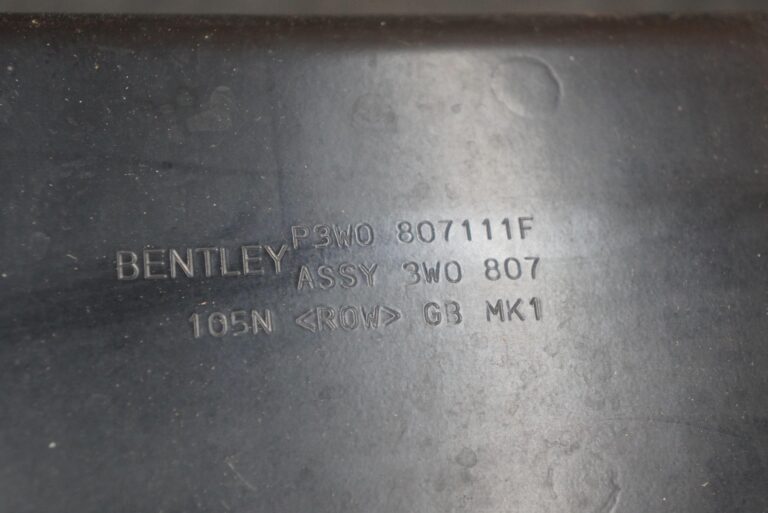 P3W0 807111F
BENTLEY ASSY 3W0 807
105N <ROW> GB MK1